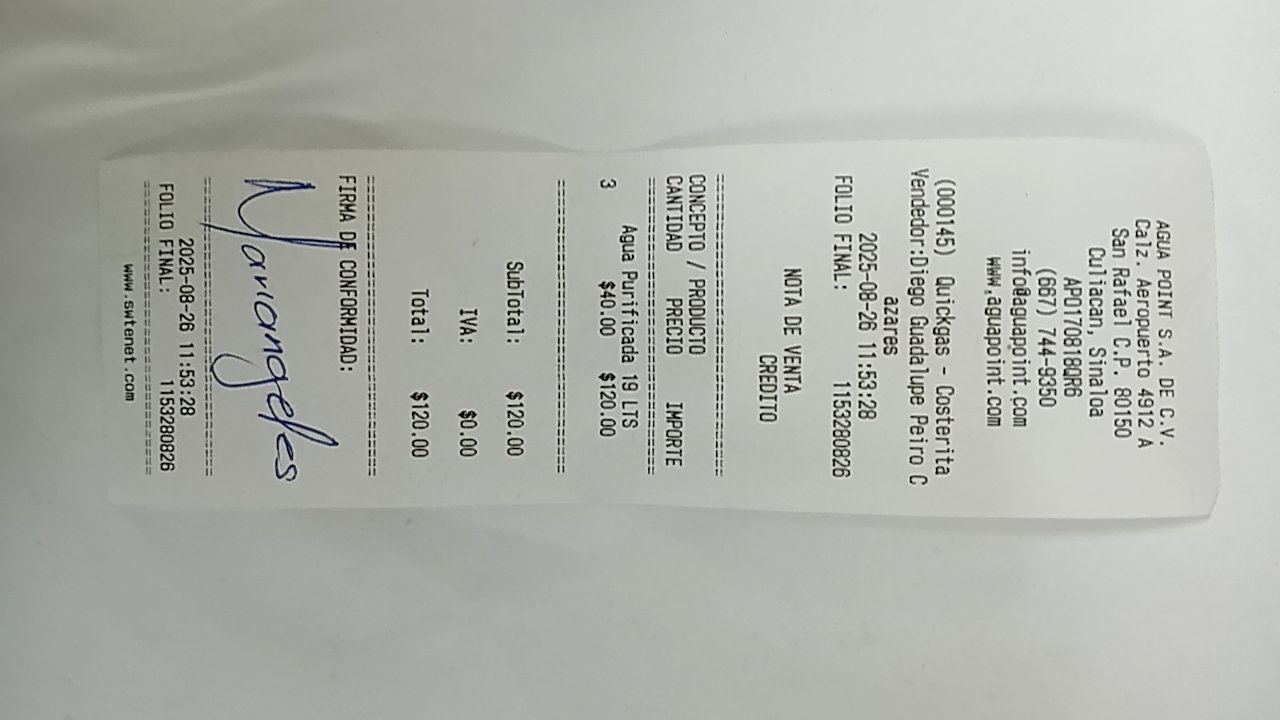 AGUA POINT S.A. DE C.V.
Calz. Aeropuerto 4912 A
San Rafael C.P. 80150
Culiacan, Sinaloa
APO170818QR6
(667) 744-9350
info@aguapoint.com
www.aguapoint.com
(000145) Quickgas - Costerita
Vendedor:Diego Guadalupe Peiro C
azares
2025-08-26 11:53:28
FOLIO FINAL: 1153280826
NOTA DE VENTA
CREDITO
================================
CONCEPTO / PRODUCTO
CANTIDAD PRECIO IMPORTE
================================
Agua Purificada 19 LTS
3 $40.00 $120.00
================================
SubTotal: $120.00
IVA: $0.00
Total: $120.00
================================
FIRMA DE CONFORMIDAD:
Mariangeles
================================
2025-08-26 11:53:28
FOLIO FINAL: 1153280826
================================
www.swtenet.com